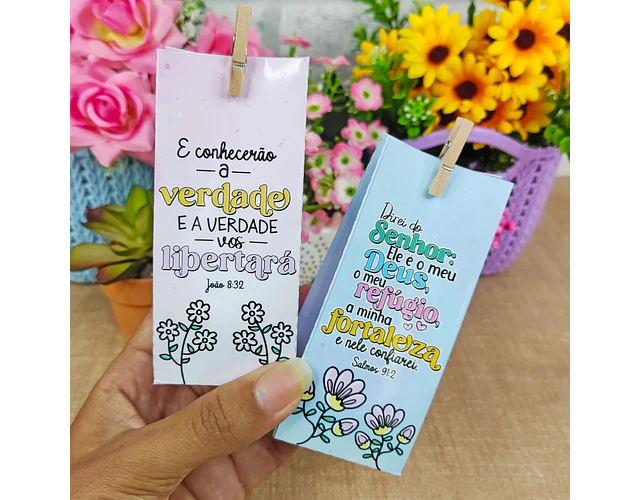 E conhecerão
a
verdade
E A VERDADE
vos
libertará
João 8:32
Direi do
Senhor:
Ele é o meu
Deus,
o meu
refúgio,
a minha
fortaleza
e nele confiarei.
Salmos 91:2